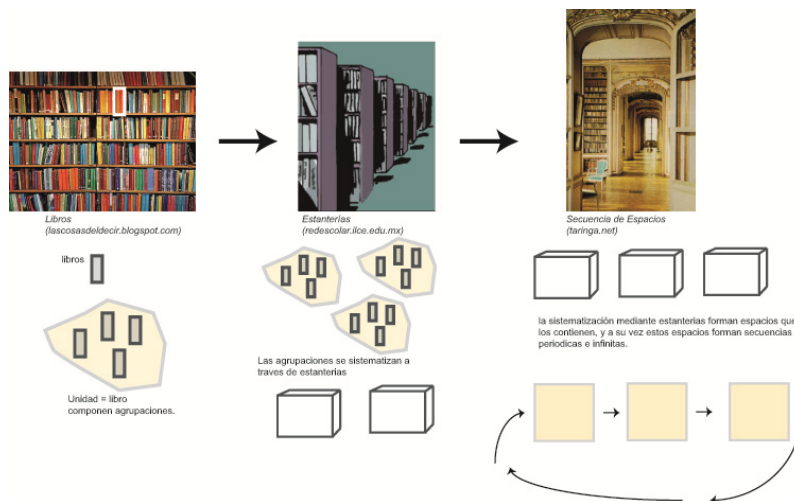 Libros
(lascosasdeldecir.blogspot.com)
libros
Unidad = libro
componen agrupaciones.
Estanterías
(redescolar.ilce.edu.mx)
Las agrupaciones se sistematizan a
traves de estanterias
Secuencia de Espacios
(taringa.net)
la sistematización mediante estanterias forman espacios que
los contienen, y a su vez estos espacios forman secuencias
periodicas e infinitas.